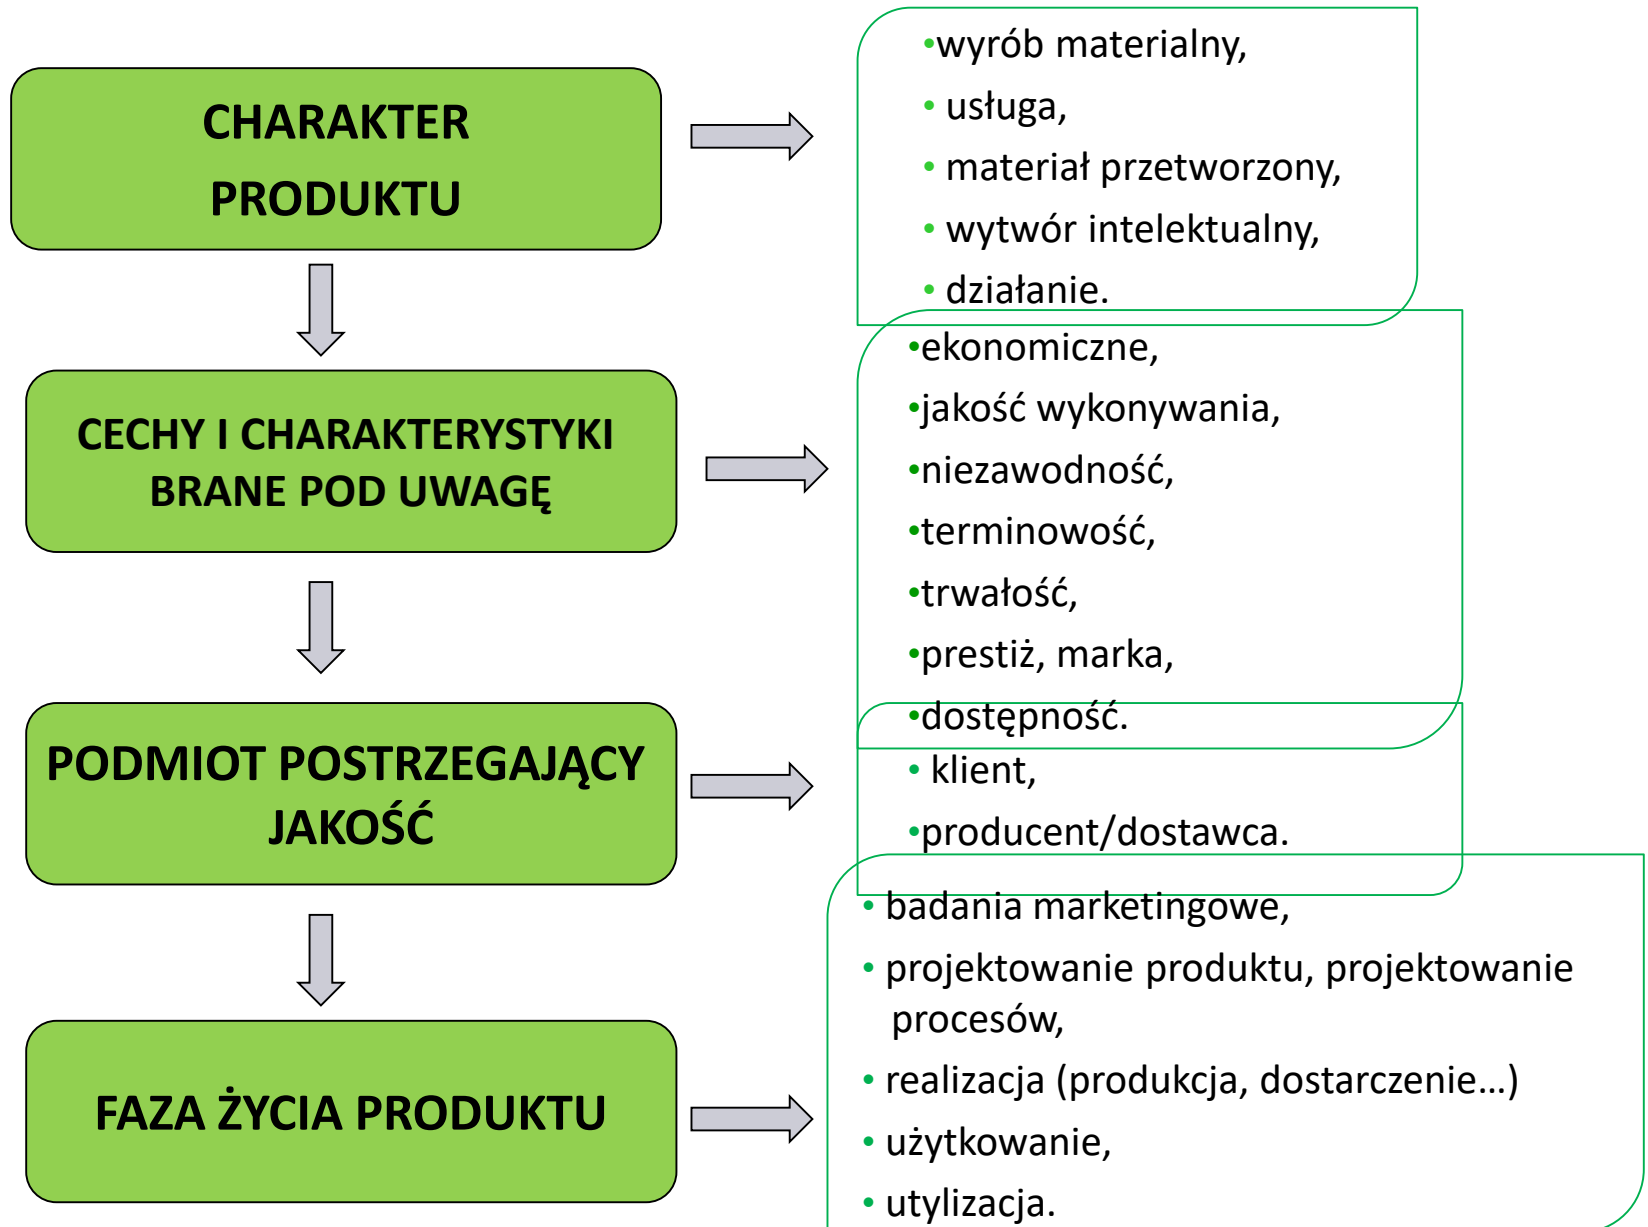 CHARAKTER
PRODUKTU
•wyrób materialny,
• usługa,
• materiał przetworzony,
• wytwór intelektualny,
• działanie.
CECHY I CHARAKTERYSTYKI
BRANE POD UWAGĘ
•ekonomiczne,
•jakość wykonywania,
•niezawodność,
•terminowość,
•trwałość,
•prestiż, marka,
•dostępność.
PODMIOT POSTRZEGAJĄCY
JAKOŚĆ
• klient,
•producent/dostawca.
FAZA ŻYCIA PRODUKTU
• badania marketingowe,
• projektowanie produktu, projektowanie
procesów,
• realizacja (produkcja, dostarczenie…)
• użytkowanie,
• utylizacja.